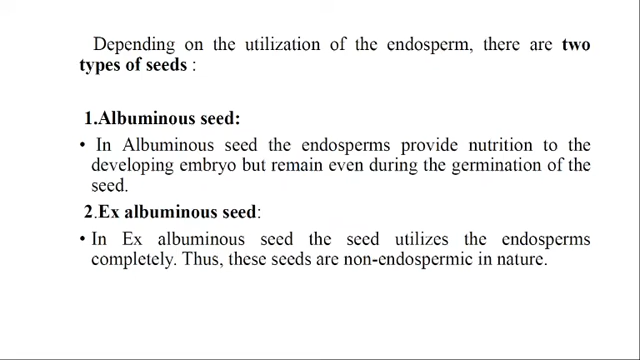 Depending on the utilization of the endosperm, there are two
types of seeds :
1.Albuminous seed:
• In Albuminous seed the endosperms provide nutrition to the
developing embryo but remain even during the germination of the
seed.
2.Ex albuminous seed:
• In Ex albuminous seed the seed utilizes the endosperms
completely. Thus, these seeds are non-endospermic in nature.